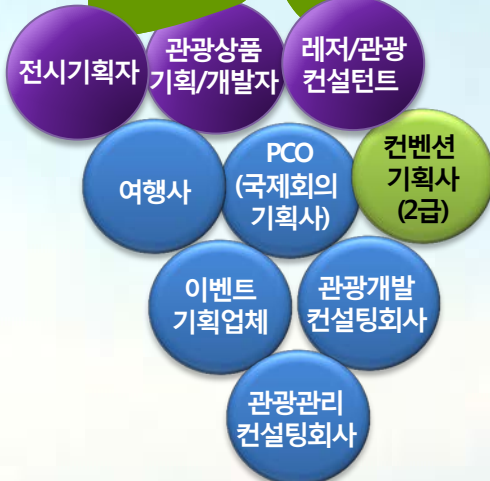 전시기획자
관광상품
기획/개발자
레저/관광
컨설턴트
여행사
PCO
(국제회의
기획사)
컨벤션
기획사
(2급)
이벤트
기획업체
관광개발
컨설팅회사
관광관리
컨설팅회사